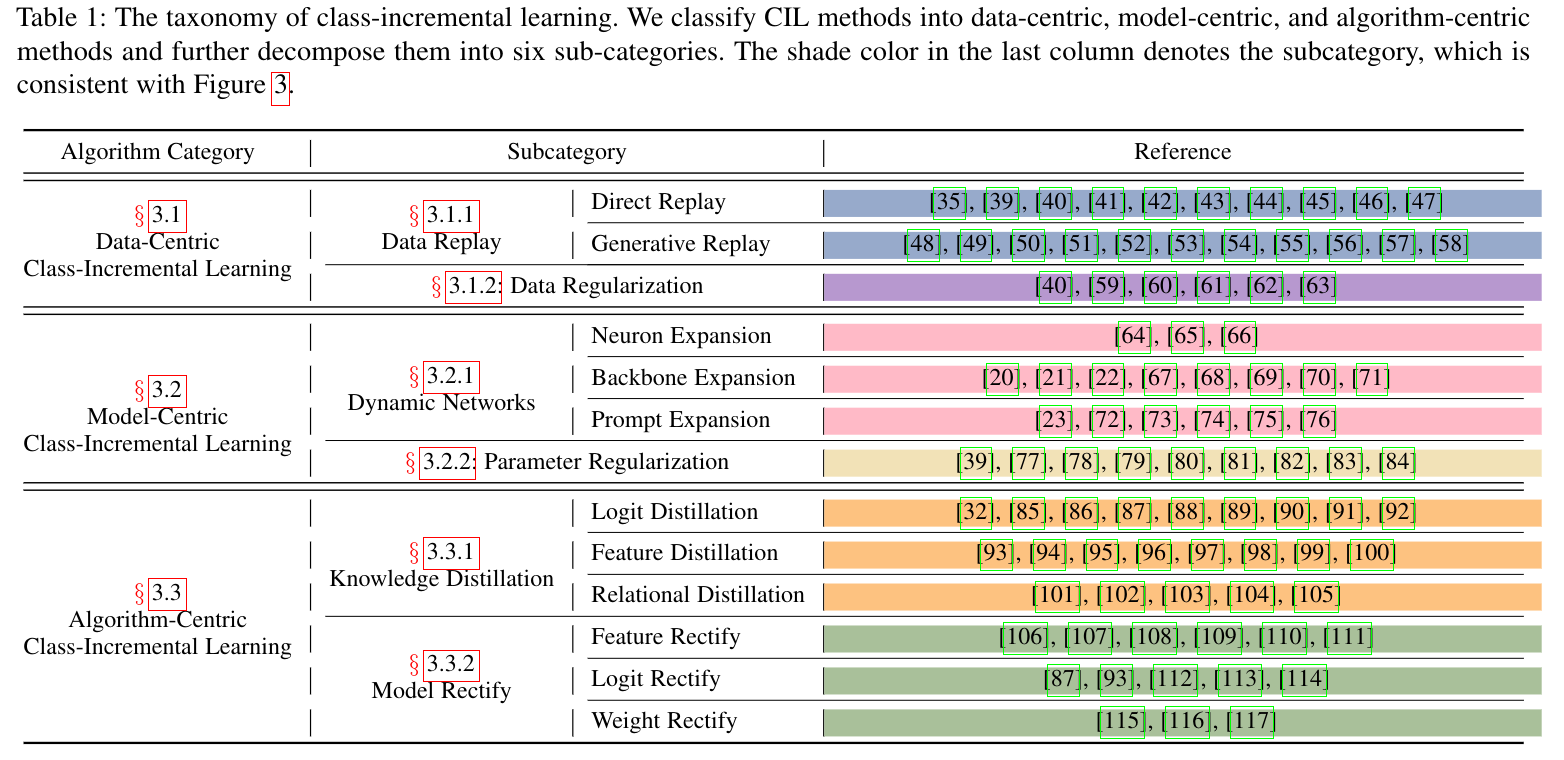 Table 1: The taxonomy of class-incremental learning. We classify CIL methods into data-centric, model-centric, and algorithm-centric
methods and further decompose them into six sub-categories. The shade color in the last column denotes the subcategory, which is
consistent with Figure 3.
Algorithm Category Subcategory Reference
§ 3.1
Data-Centric
Class-Incremental Learning
§ 3.1.1
Data Replay
Direct Replay [35], [39], [40], [41], [42], [43], [44], [45], [46], [47]
Generative Replay [48], [49], [50], [51], [52], [53], [54], [55], [56], [57], [58]
§ 3.1.2: Data Regularization [40], [59], [60], [61], [62], [63]
§ 3.2
Model-Centric
Class-Incremental Learning
§ 3.2.1
Dynamic Networks
Neuron Expansion [64], [65], [66]
Backbone Expansion [20], [21], [22], [67], [68], [69], [70], [71]
Prompt Expansion [23], [72], [73], [74], [75], [76]
§ 3.2.2: Parameter Regularization [39], [77], [78], [79], [80], [81], [82], [83], [84]
§ 3.3
Algorithm-Centric
Class-Incremental Learning
§ 3.3.1
Knowledge Distillation
Logit Distillation [32], [85], [86], [87], [88], [89], [90], [91], [92]
Feature Distillation [93], [94], [95], [96], [97], [98], [99], [100]
Relational Distillation [101], [102], [103], [104], [105]
§ 3.3.2
Model Rectify
Feature Rectify [106], [107], [108], [109], [110], [111]
Logit Rectify [87], [93], [112], [113], [114]
Weight Rectify [115], [116], [117]